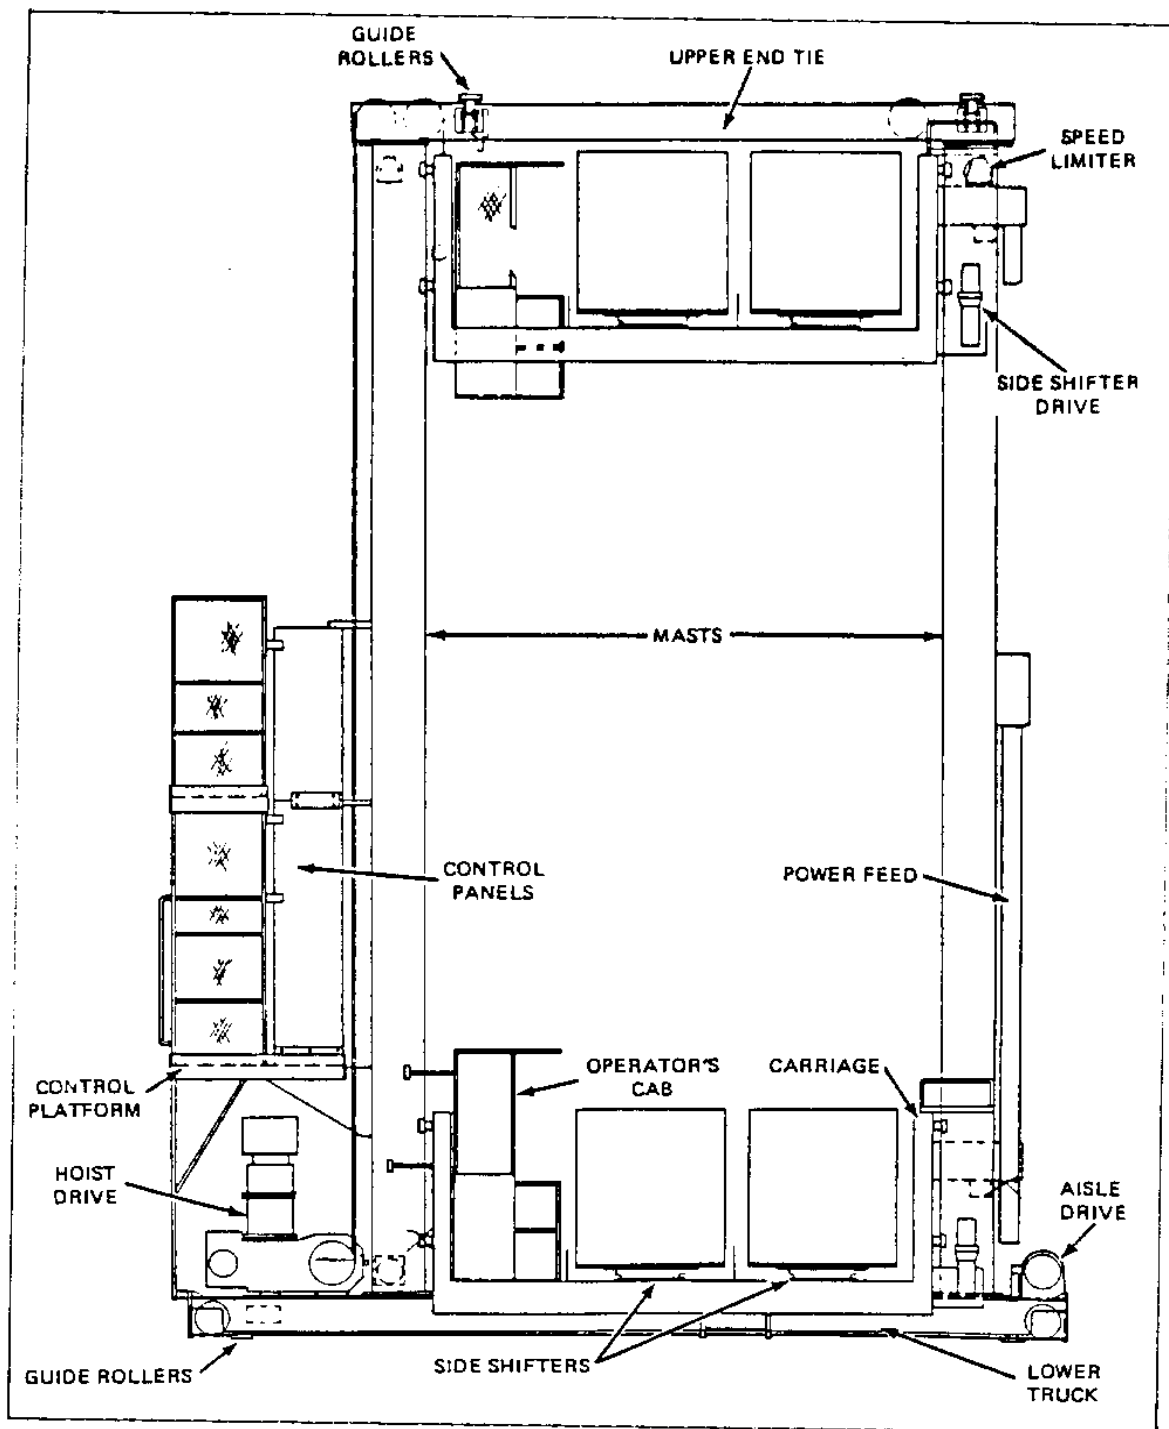 GUIDE
ROLLERS
UPPER END TIE
SPEED
LIMITER
SIDE SHIFTER
DRIVE
MASTS
CONTROL
PANELS
POWER FEED
OPERATOR'S
CAB
CARRIAGE
CONTROL
PLATFORM
HOIST
DRIVE
AISLE
DRIVE
GUIDE ROLLERS
SIDE SHIFTERS
LOWER
TRUCK